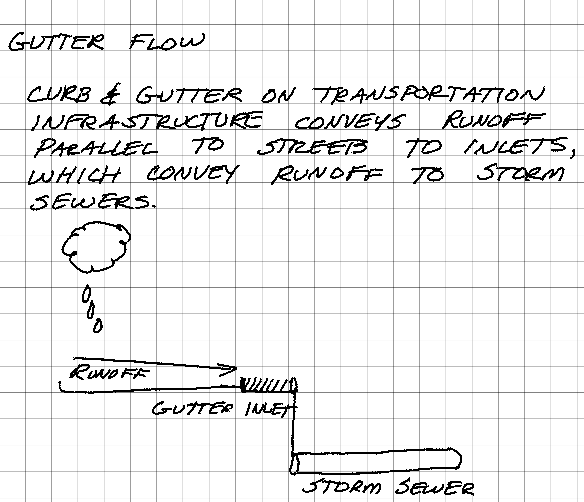 GUTTER FLOW
CURB & GUTTER ON TRANSPORTATION
INFRASTRUCTURE CONVEYS RUNOFF
PARALLEL TO STREETS TO INLETS,
WHICH CONVEY RUNOFF TO STORM
SEWERS.
RUNOFF
GUTTER INLET
STORM SEWER